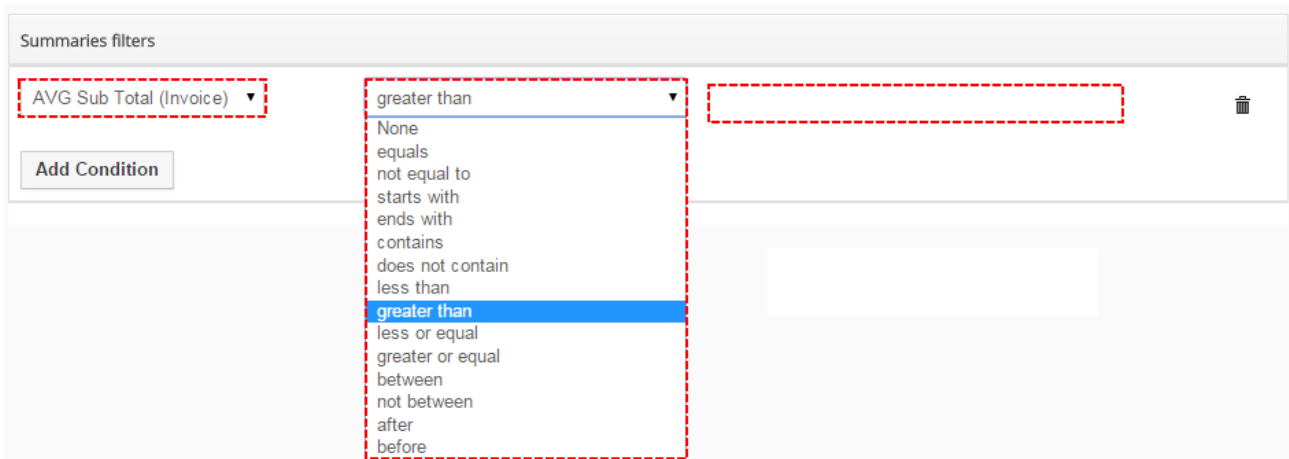 Summaries filters
AVG Sub Total (Invoice)
greater than
None
equals
not equal to
starts with
ends with
contains
does not contain
less than
greater than
less or equal
greater or equal
between
not between
after
before
Add Condition